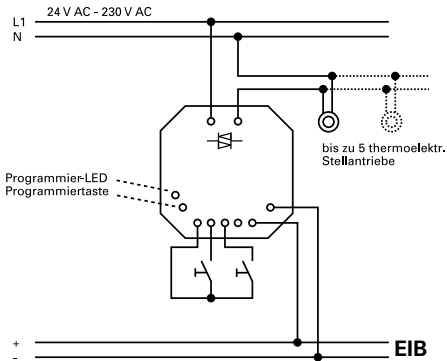 24 V AC - 230 V AC
L1
N
bis zu 5 thermoelektr.
Stellantriebe
Programmier-LED
Programmiertaste
+
EIB
-